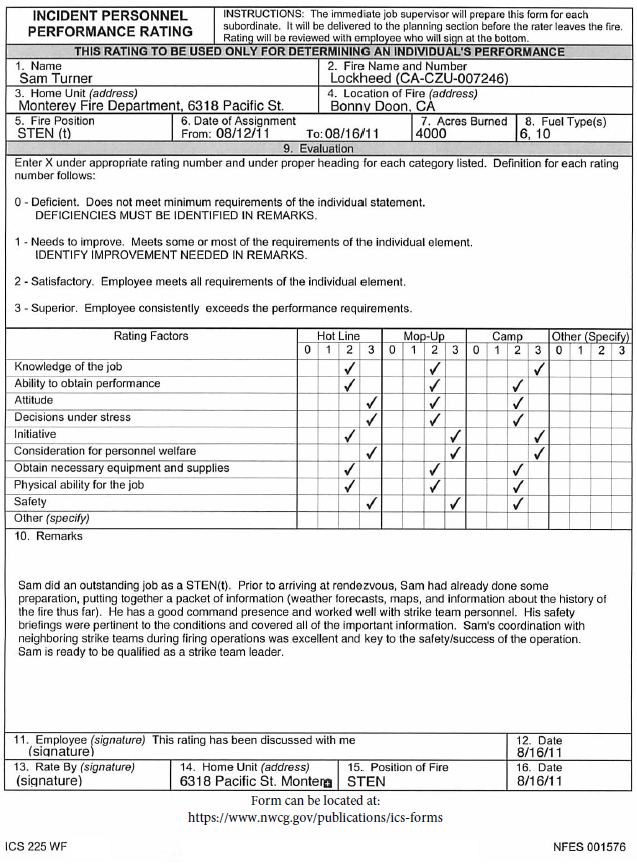 INCIDENT PERSONNEL
PERFORMANCE RATING
INSTRUCTIONS: The immediate job supervisor will prepare this form for each
subordinate. It will be delivered to the planning section before the rater leaves the fire.
Rating will be reviewed with employee who will sign at the bottom.
THIS RATING TO BE USED ONLY FOR DETERMINING AN INDIVIDUAL'S PERFORMANCE
1. Name
Sam Turner
2. Fire Name and Number
Lockheed (CA-CZU-007246)
3. Home Unit (address)
Monterey Fire Department, 6318 Pacific St.
4. Location of Fire (address)
Bonny Doon, CA
5. Fire Position
STEN (t)
6. Date of Assignment
From: 08/12/11 To: 08/16/11
7. Acres Burned
4000
8. Fuel Type(s)
6, 10
9. Evaluation
Enter X under appropriate rating number and under proper heading for each category listed. Definition for each rating
number follows:
0 - Deficient. Does not meet minimum requirements of the individual statement.
DEFICIENCIES MUST BE IDENTIFIED IN REMARKS.
1 - Needs to improve. Meets some or most of the requirements of the individual element.
IDENTIFY IMPROVEMENT NEEDED IN REMARKS.
2 - Satisfactory. Employee meets all requirements of the individual element.
3 - Superior. Employee consistently exceeds the performance requirements.
Rating Factors Hot Line Mop-Up Camp Other (Specify)
0 1 2 3 0 1 2 3 0 1 2 3 0 1 2 3
Knowledge of the job ✓ ✓ ✓
Ability to obtain performance ✓ ✓ ✓
Attitude ✓ ✓ ✓
Decisions under stress ✓ ✓ ✓
Initiative ✓ ✓ ✓
Consideration for personnel welfare ✓ ✓ ✓
Obtain necessary equipment and supplies ✓ ✓ ✓
Physical ability for the job ✓ ✓ ✓
Safety ✓ ✓ ✓
Other (specify)
10. Remarks
Sam did an outstanding job as a STEN(t). Prior to arriving at rendezvous, Sam had already done some
preparation, putting together a packet of information (weather forecasts, maps, and information about the history of
the fire thus far). He has a good command presence and worked well with strike team personnel. His safety
briefings were pertinent to the conditions and covered all of the important information. Sam's coordination with
neighboring strike teams during firing operations was excellent and key to the safety/success of the operation.
Sam is ready to be qualified as a strike team leader.
11. Employee (signature) This rating has been discussed with me
(signature)
12. Date
8/16/11
13. Rate By (signature)
(signature)
14. Home Unit (address)
6318 Pacific St. Montere
15. Position of Fire
STEN
16. Date
8/16/11
Form can be located at:
https://www.nwcg.gov/publications/ics-forms
ICS 225 WF NFES 001576